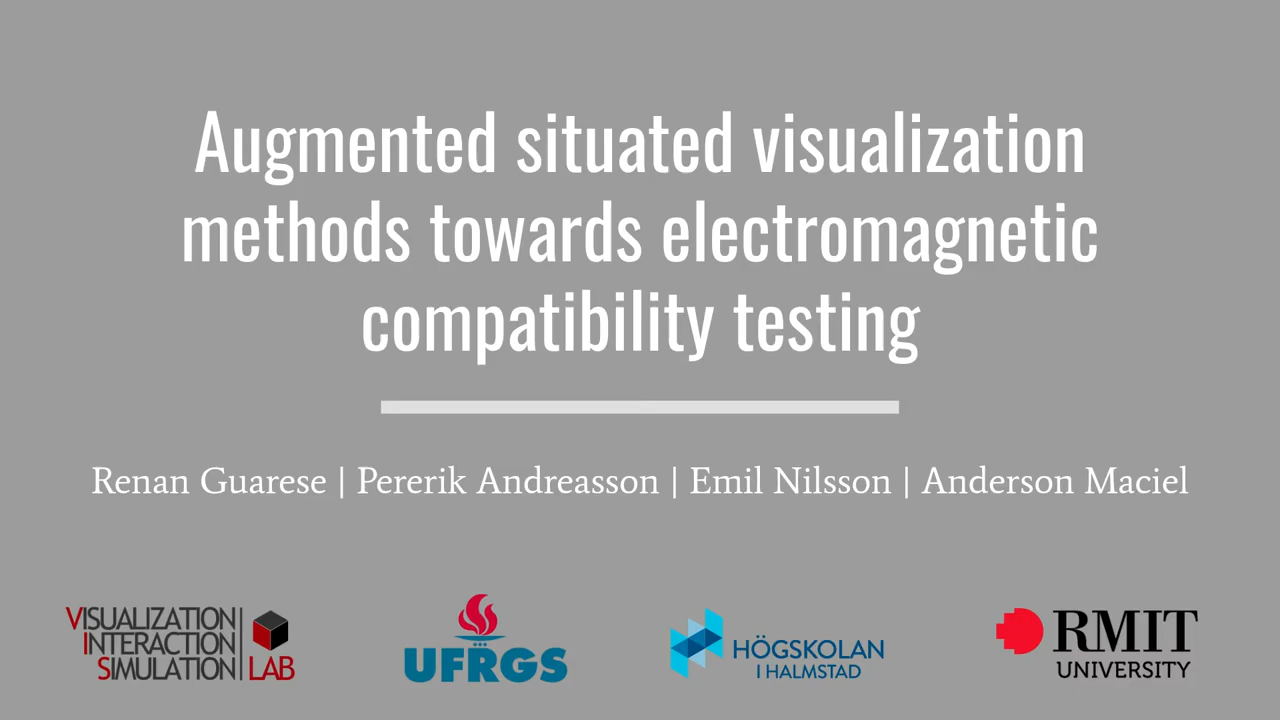 Augmented situated visualization
methods towards electromagnetic
compatibility testing
Renan Guarese | Pererik Andreasson | Emil Nilsson | Anderson Maciel
VISUALIZATION
INTERACTION
SIMULATION LAB
UFRGS
HÖGSKOLAN
I HALMSTAD
RMIT
UNIVERSITY